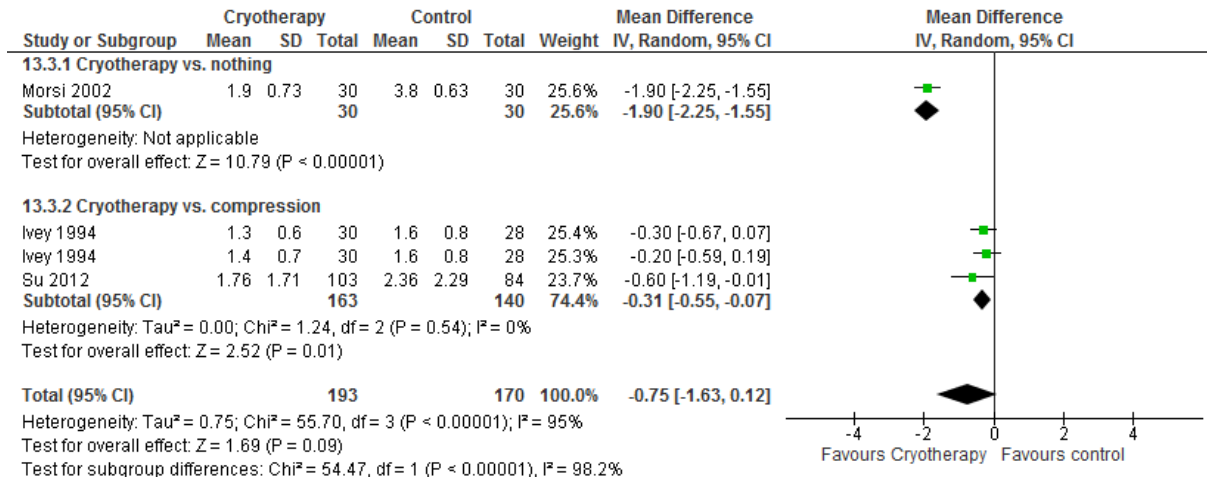 Cryotherapy Control Mean Difference Mean Difference
Study or Subgroup Mean SD Total Mean SD Total Weight IV, Random, 95% CI IV, Random, 95% CI
13.3.1 Cryotherapy vs. nothing
Morsi 2002 1.9 0.73 30 3.8 0.63 30 25.6% -1.90 [-2.25, -1.55]
Subtotal (95% CI) 30 30 25.6% -1.90 [-2.25, -1.55]
Heterogeneity: Not applicable
Test for overall effect: Z = 10.79 (P < 0.00001)
13.3.2 Cryotherapy vs. compression
Ivey 1994 1.3 0.6 30 1.6 0.8 28 25.4% -0.30 [-0.67, 0.07]
Ivey 1994 1.4 0.7 30 1.6 0.8 28 25.3% -0.20 [-0.59, 0.19]
Su 2012 1.76 1.71 103 2.36 2.29 84 23.7% -0.60 [-1.19, -0.01]
Subtotal (95% CI) 163 140 74.4% -0.31 [-0.55, -0.07]
Heterogeneity: Tau² = 0.00; Chi² = 1.24, df = 2 (P = 0.54); I² = 0%
Test for overall effect: Z = 2.52 (P = 0.01)
Total (95% CI) 193 170 100.0% -0.75 [-1.63, 0.12]
Heterogeneity: Tau² = 0.75; Chi² = 55.70, df = 3 (P < 0.00001); I² = 95%
Test for overall effect: Z = 1.69 (P = 0.09)
Test for subgroup differences: Chi² = 54.47, df = 1 (P < 0.00001), I² = 98.2%
-4 -2 0 2 4
Favours Cryotherapy Favours control